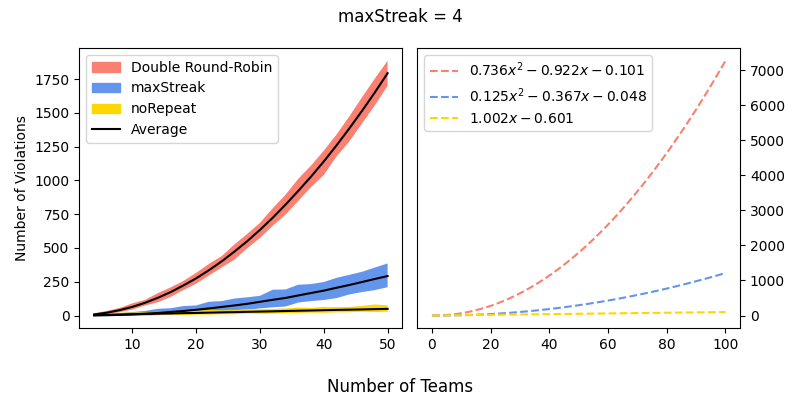 maxStreak = 4
Number of Violations
1750
1500
1250
1000
750
500
250
0
Double Round-Robin
maxStreak
noRepeat
Average
10 20 30 40 50
0.736x² − 0.922x − 0.101
0.125x² − 0.367x − 0.048
1.002x − 0.601
7000
6000
5000
4000
3000
2000
1000
0
0 20 40 60 80 100
Number of Teams